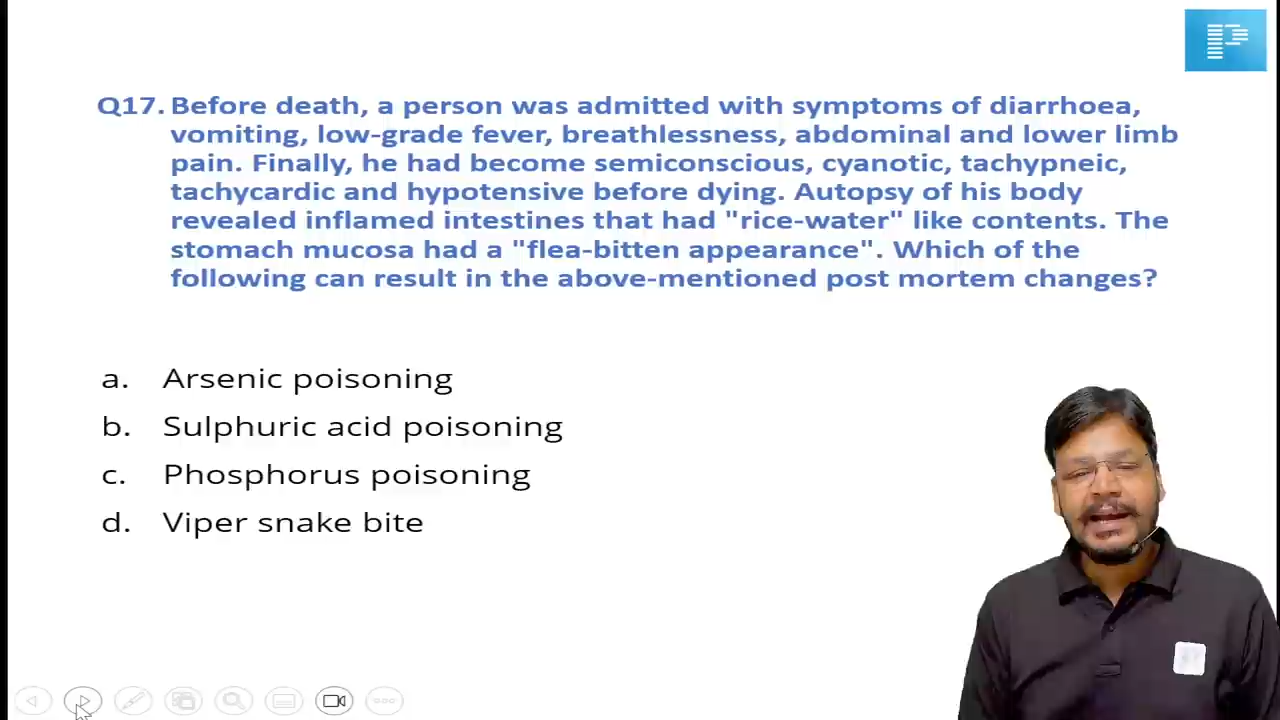 Q17. Before death, a person was admitted with symptoms of diarrhoea,
vomiting, low-grade fever, breathlessness, abdominal and lower limb
pain. Finally, he had become semiconscious, cyanotic, tachypneic,
tachycardic and hypotensive before dying. Autopsy of his body
revealed inflamed intestines that had "rice-water" like contents. The
stomach mucosa had a "flea-bitten appearance". Which of the
following can result in the above-mentioned post mortem changes?
a. Arsenic poisoning
b. Sulphuric acid poisoning
c. Phosphorus poisoning
d. Viper snake bite